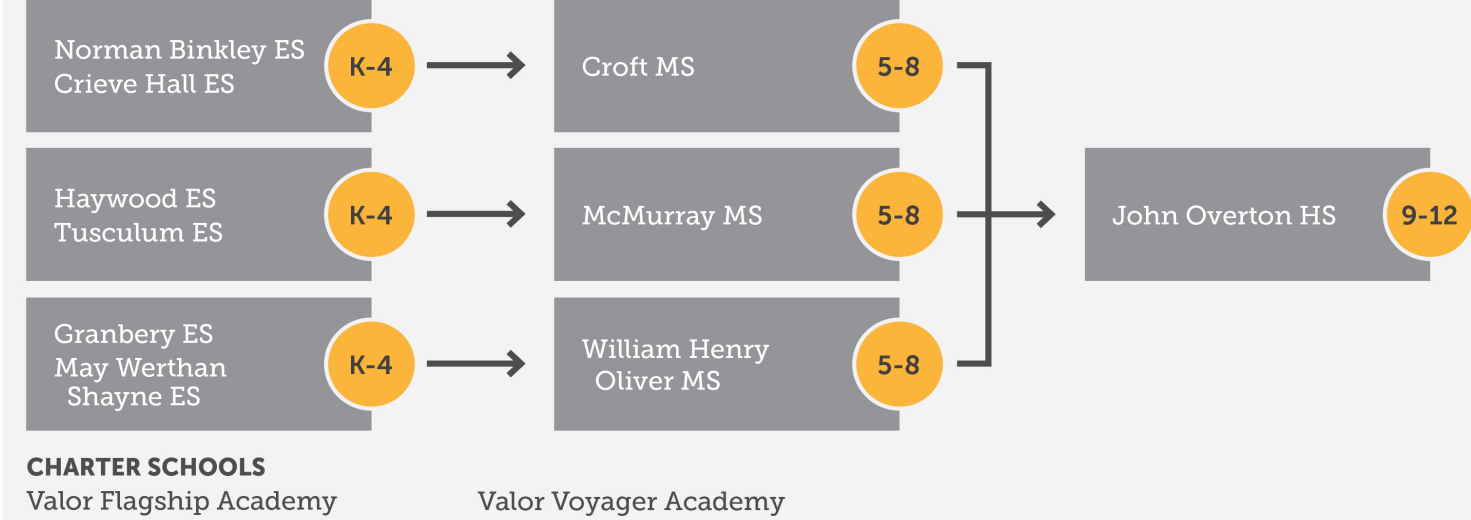 Norman Binkley ES
Crieve Hall ES
K-4
Croft MS
5-8
Haywood ES
Tusculum ES
K-4
McMurray MS
5-8
John Overton HS
9-12
Granbery ES
May Werthan
Shayne ES
K-4
William Henry
Oliver MS
5-8
CHARTER SCHOOLS
Valor Flagship Academy
Valor Voyager Academy